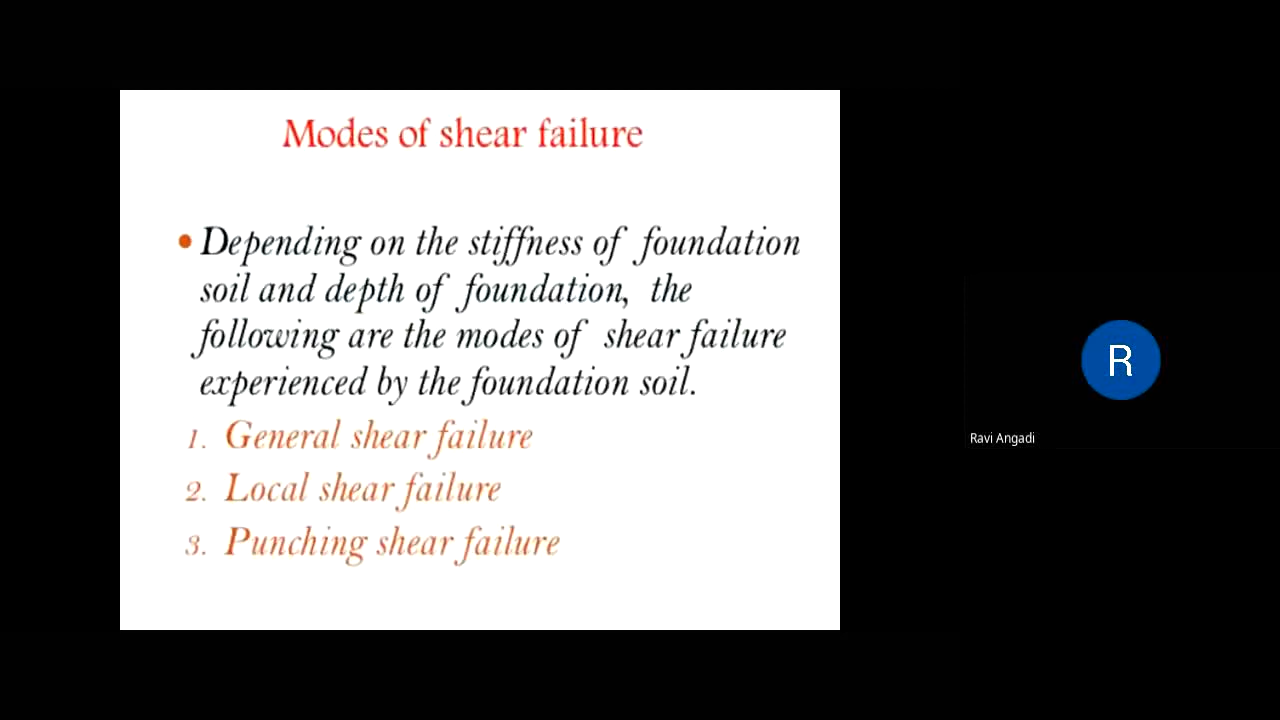 Modes of shear failure
• Depending on the stiffness of foundation
soil and depth of foundation, the
following are the modes of shear failure
experienced by the foundation soil.
1. General shear failure
2. Local shear failure
3. Punching shear failure
R
Ravi Angadi